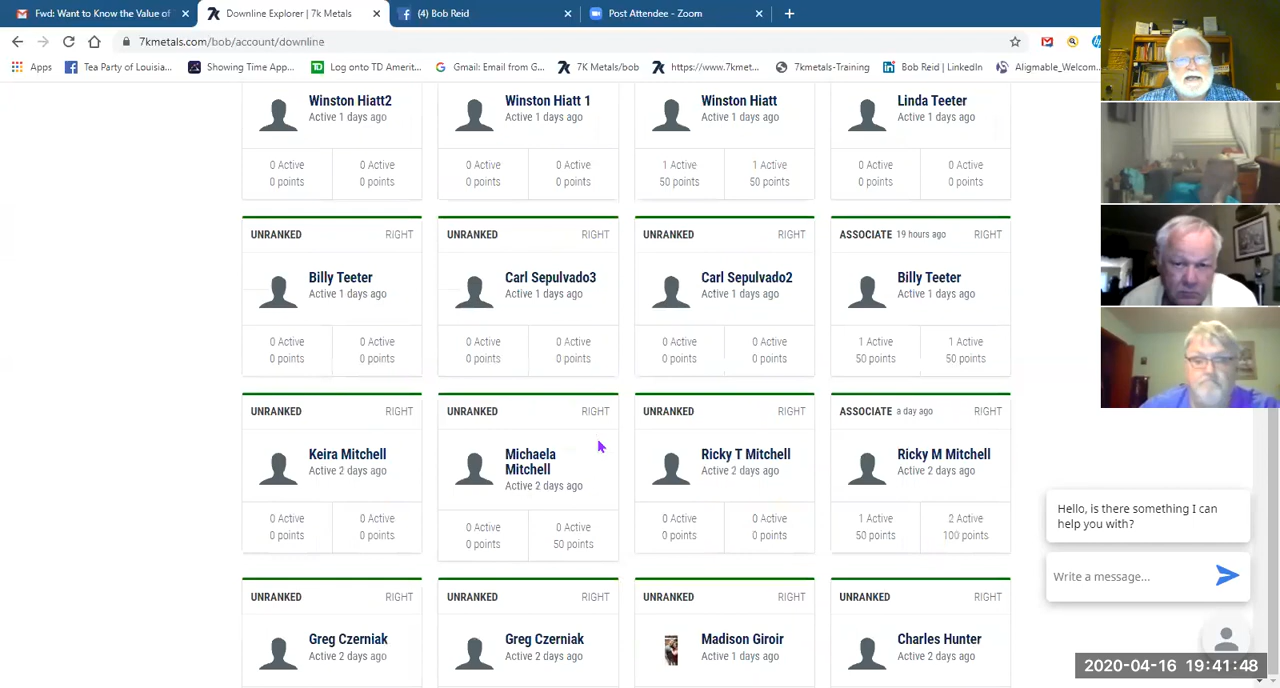 Fwd: Want to Know the Value of
Downline Explorer | 7k Metals
(4) Bob Reid
Post Attendee - Zoom
7kmetals.com/bob/account/downline
Apps
Tea Party of Louisia...
Showing Time App...
Log onto TD Amerit...
Gmail: Email from G...
7K Metals/bob
https://www.7kmet...
7kmetals-Training
Bob Reid | LinkedIn
Alignable_Welcom...
Winston Hiatt2
Active 1 days ago
0 Active
0 points
0 Active
0 points
Winston Hiatt 1
Active 1 days ago
0 Active
0 points
0 Active
0 points
Winston Hiatt
Active 1 days ago
1 Active
50 points
1 Active
50 points
Linda Teeter
Active 1 days ago
0 Active
0 points
0 Active
0 points
UNRANKED RIGHT
Billy Teeter
Active 1 days ago
0 Active
0 points
0 Active
0 points
UNRANKED RIGHT
Carl Sepulvado3
Active 1 days ago
0 Active
0 points
0 Active
0 points
UNRANKED RIGHT
Carl Sepulvado2
Active 1 days ago
0 Active
0 points
0 Active
0 points
ASSOCIATE 19 hours ago RIGHT
Billy Teeter
Active 1 days ago
1 Active
50 points
1 Active
50 points
UNRANKED RIGHT
Keira Mitchell
Active 2 days ago
0 Active
0 points
0 Active
0 points
UNRANKED RIGHT
Michaela
Mitchell
Active 2 days ago
0 Active
0 points
0 Active
50 points
UNRANKED RIGHT
Ricky T Mitchell
Active 2 days ago
0 Active
0 points
0 Active
0 points
ASSOCIATE a day ago RIGHT
Ricky M Mitchell
Active 2 days ago
1 Active
50 points
2 Active
100 points
UNRANKED RIGHT
Greg Czerniak
Active 2 days ago
UNRANKED RIGHT
Greg Czerniak
Active 2 days ago
UNRANKED RIGHT
Madison Giroir
Active 1 days ago
UNRANKED RIGHT
Charles Hunter
Active 2 days ago
Hello, is there something I can
help you with?
Write a message...
2020-04-16 19:41:48